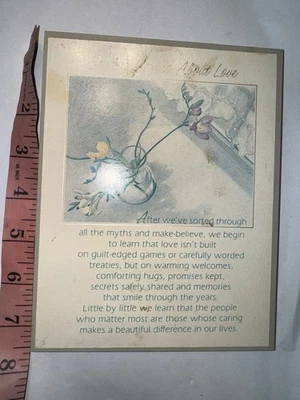 About Love
After we've sorted through
all the myths and make-believe, we begin
to learn that love isn't built
on guilt-edged games or carefully worded
treaties, but on warming welcomes,
comforting hugs, promises kept,
secrets safely shared and memories
that smile through the years.
Little by little we learn that the people
who matter most are those whose caring
makes a beautiful difference in our lives.
2
3
4
5
6
7
8